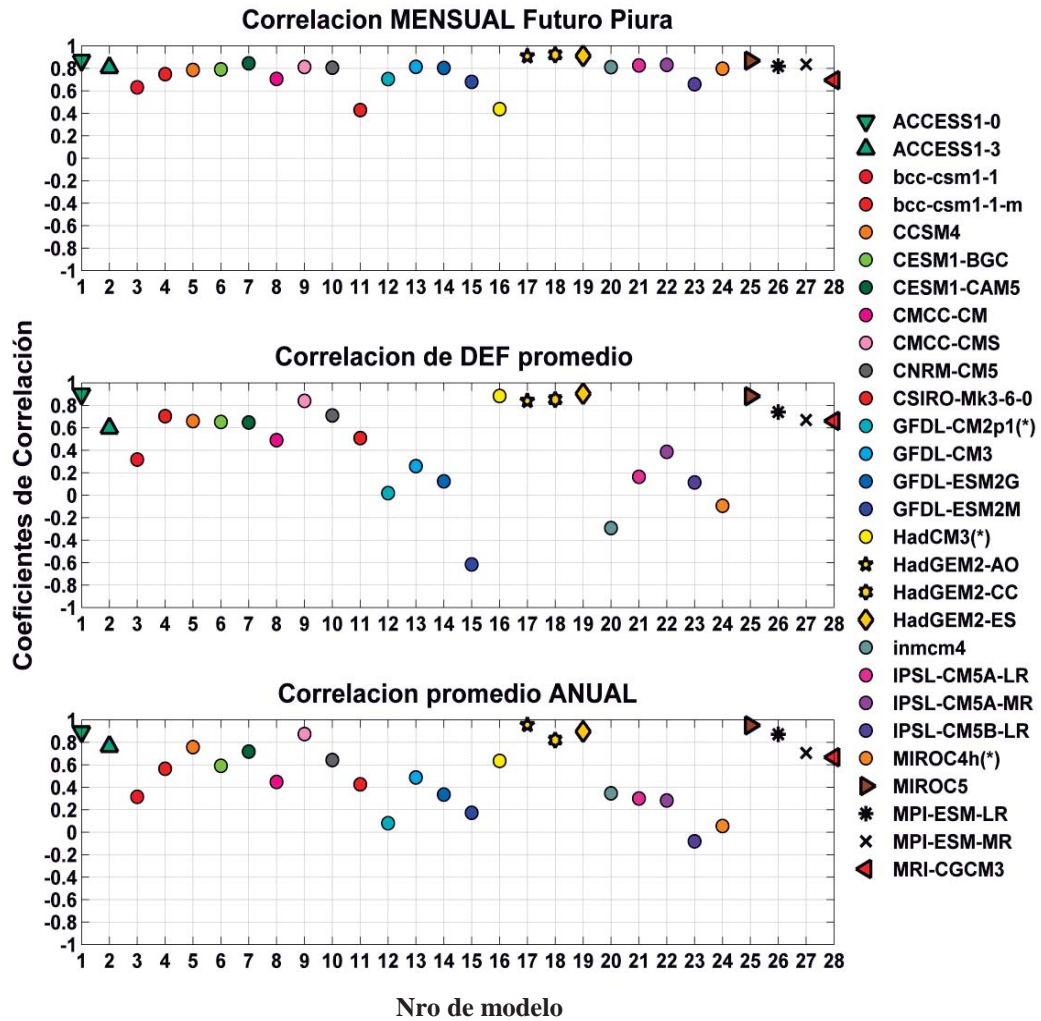 Correlacion MENSUAL Futuro Piura
1
0.8
0.6
0.4
0.2
0
-0.2
-0.4
-0.6
-0.8
-1
1 2 3 4 5 6 7 8 9 10 11 12 13 14 15 16 17 18 19 20 21 22 23 24 25 26 27 28
Correlacion de DEF promedio
1
0.8
0.6
0.4
0.2
0
-0.2
-0.4
-0.6
-0.8
-1
1 2 3 4 5 6 7 8 9 10 11 12 13 14 15 16 17 18 19 20 21 22 23 24 25 26 27 28
Correlacion promedio ANUAL
1
0.8
0.6
0.4
0.2
0
-0.2
-0.4
-0.6
-0.8
-1
1 2 3 4 5 6 7 8 9 10 11 12 13 14 15 16 17 18 19 20 21 22 23 24 25 26 27 28
Coeficientes de Correlación
Nro de modelo
ACCESS1-0
ACCESS1-3
bcc-csm1-1
bcc-csm1-1-m
CCSM4
CESM1-BGC
CESM1-CAM5
CMCC-CM
CMCC-CMS
CNRM-CM5
CSIRO-Mk3-6-0
GFDL-CM2p1(*)
GFDL-CM3
GFDL-ESM2G
GFDL-ESM2M
HadCM3(*)
HadGEM2-AO
HadGEM2-CC
HadGEM2-ES
inmcm4
IPSL-CM5A-LR
IPSL-CM5A-MR
IPSL-CM5B-LR
MIROC4h(*)
MIROC5
MPI-ESM-LR
MPI-ESM-MR
MRI-CGCM3